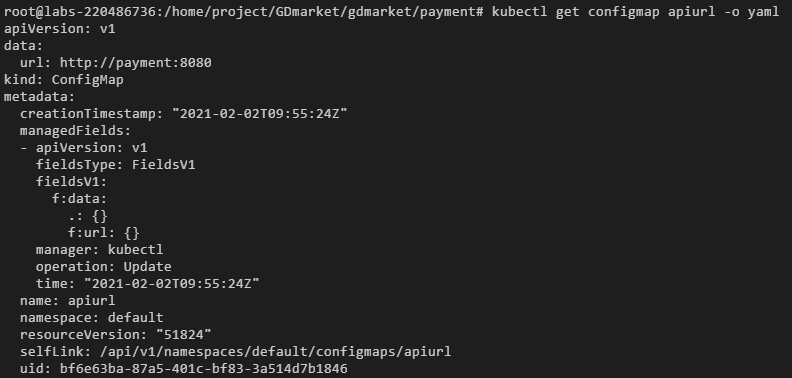 root@labs-220486736:/home/project/GDmarket/gdmarket/payment# kubectl get configmap apiurl -o yaml
apiVersion: v1
data:
  url: http://payment:8080
kind: ConfigMap
metadata:
  creationTimestamp: "2021-02-02T09:55:24Z"
  managedFields:
  - apiVersion: v1
    fieldsType: FieldsV1
    fieldsV1:
      f:data:
        .: {}
        f:url: {}
    manager: kubectl
    operation: Update
    time: "2021-02-02T09:55:24Z"
  name: apiurl
  namespace: default
  resourceVersion: "51824"
  selfLink: /api/v1/namespaces/default/configmaps/apiurl
  uid: bf6e63ba-87a5-401c-bf83-3a514d7b1846